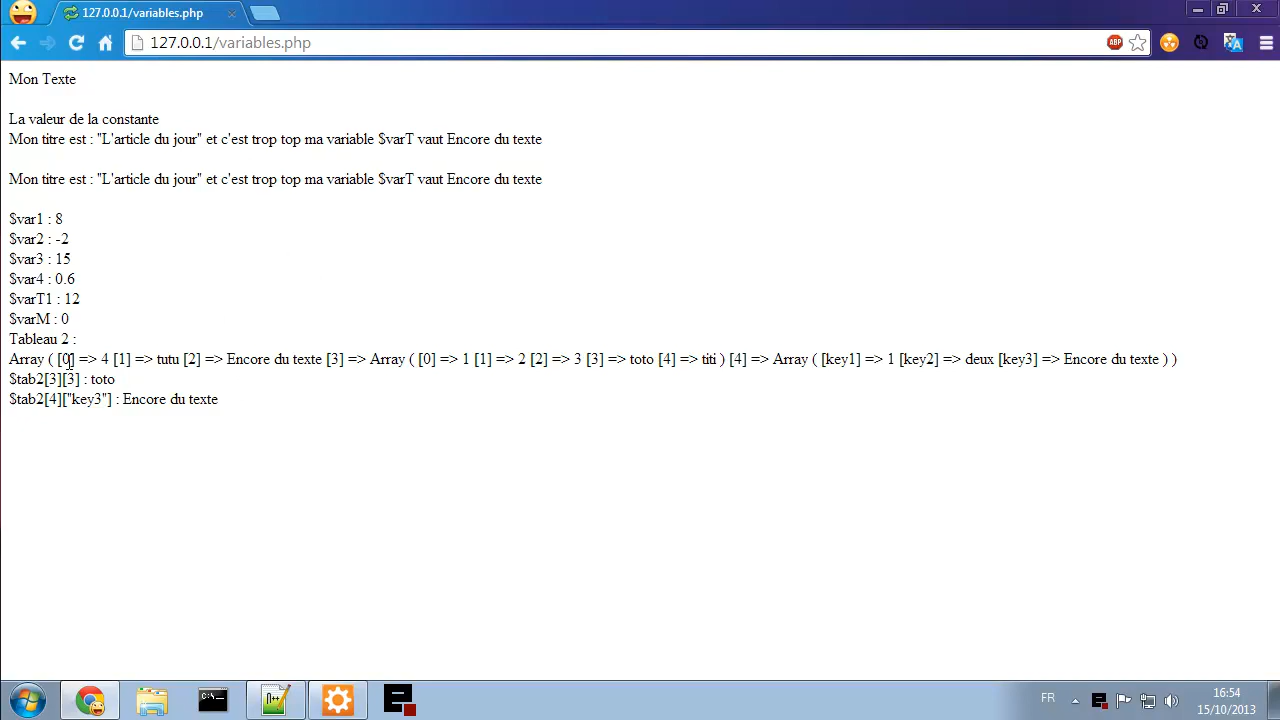 127.0.0.1/variables.php
127.0.0.1/variables.php
ABP
Mon Texte
La valeur de la constante
Mon titre est : "L'article du jour" et c'est trop top ma variable $varT vaut Encore du texte
Mon titre est : "L'article du jour" et c'est trop top ma variable $varT vaut Encore du texte
$var1 : 8
$var2 : -2
$var3 : 15
$var4 : 0.6
$varT1 : 12
$varM : 0
Tableau 2 :
Array ( [0] => 4 [1] => tutu [2] => Encore du texte [3] => Array ( [0] => 1 [1] => 2 [2] => 3 [3] => toto [4] => titi ) [4] => Array ( [key1] => 1 [key2] => deux [key3] => Encore du texte ) )
$tab2[3][3] : toto
$tab2[4]["key3"] : Encore du texte
FR
16:54
15/10/2013